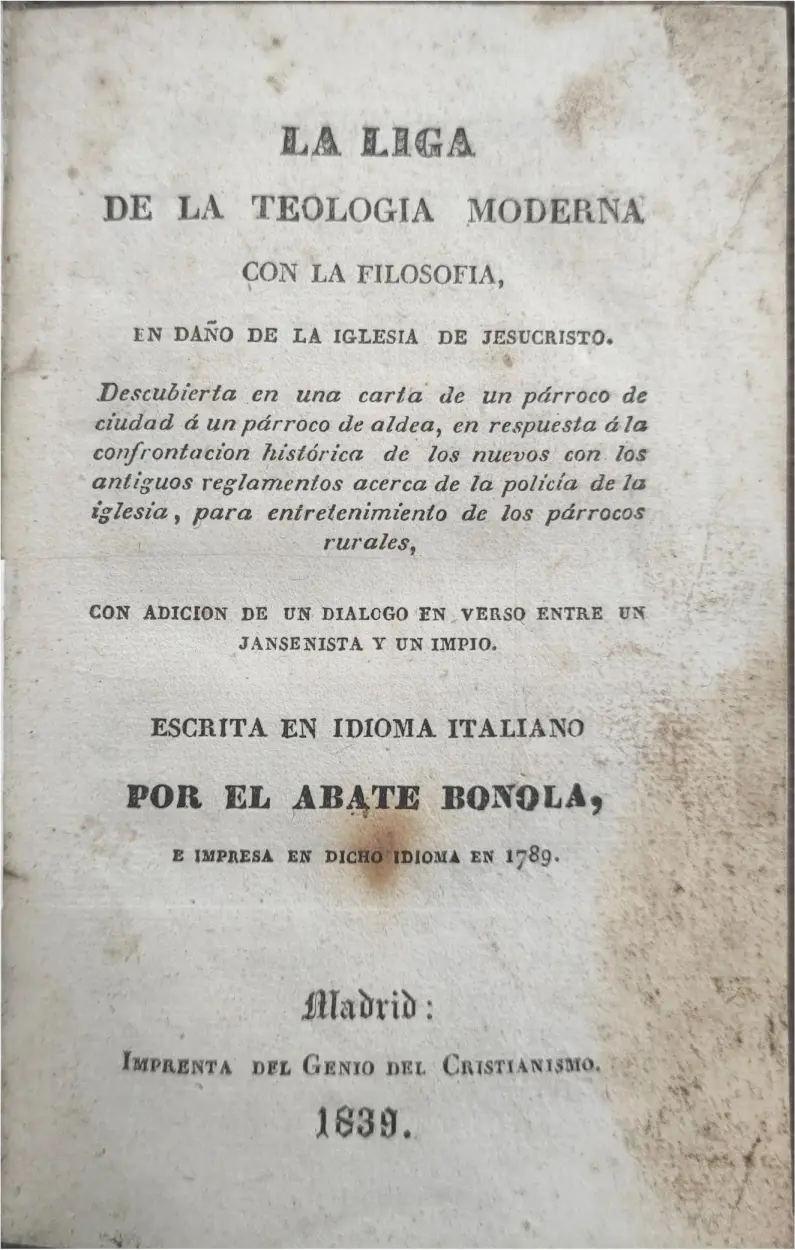 LA LIGA
DE LA TEOLOGIA MODERNA
CON LA FILOSOFIA,
EN DAÑO DE LA IGLESIA DE JESUCRISTO.
Descubierta en una carta de un párroco de
ciudad á un párroco de aldea, en respuesta á la
confrontacion histórica de los nuevos con los
antiguos reglamentos acerca de la policía de la
iglesia, para entretenimiento de los párrocos
rurales,
CON ADICION DE UN DIALOGO EN VERSO ENTRE UN
JANSENISTA Y UN IMPIO.
ESCRITA EN IDIOMA ITALIANO
POR EL ABATE BONOLA,
E IMPRESA EN DICHO IDIOMA EN 1789.
Madrid:
IMPRENTA DEL GENIO DEL CRISTIANISMO.
1839.